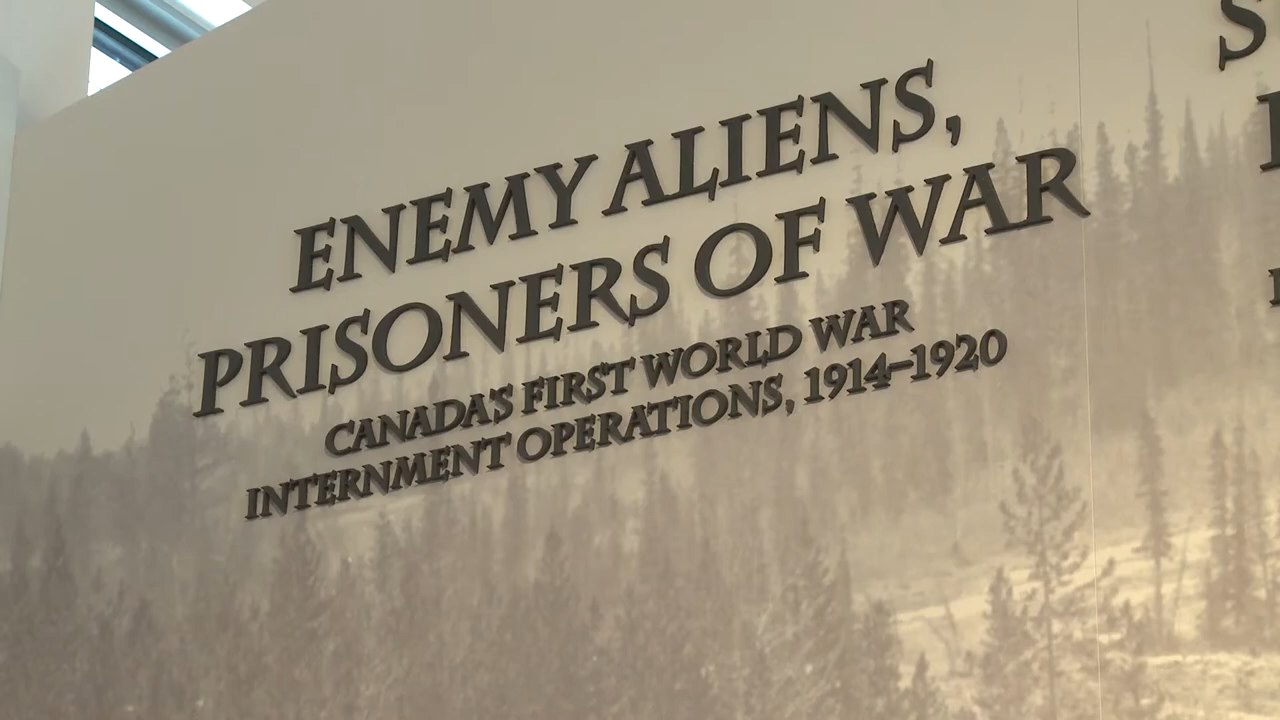 ENEMY ALIENS,
PRISONERS OF WAR
CANADA'S FIRST WORLD WAR
INTERNMENT OPERATIONS, 1914–1920